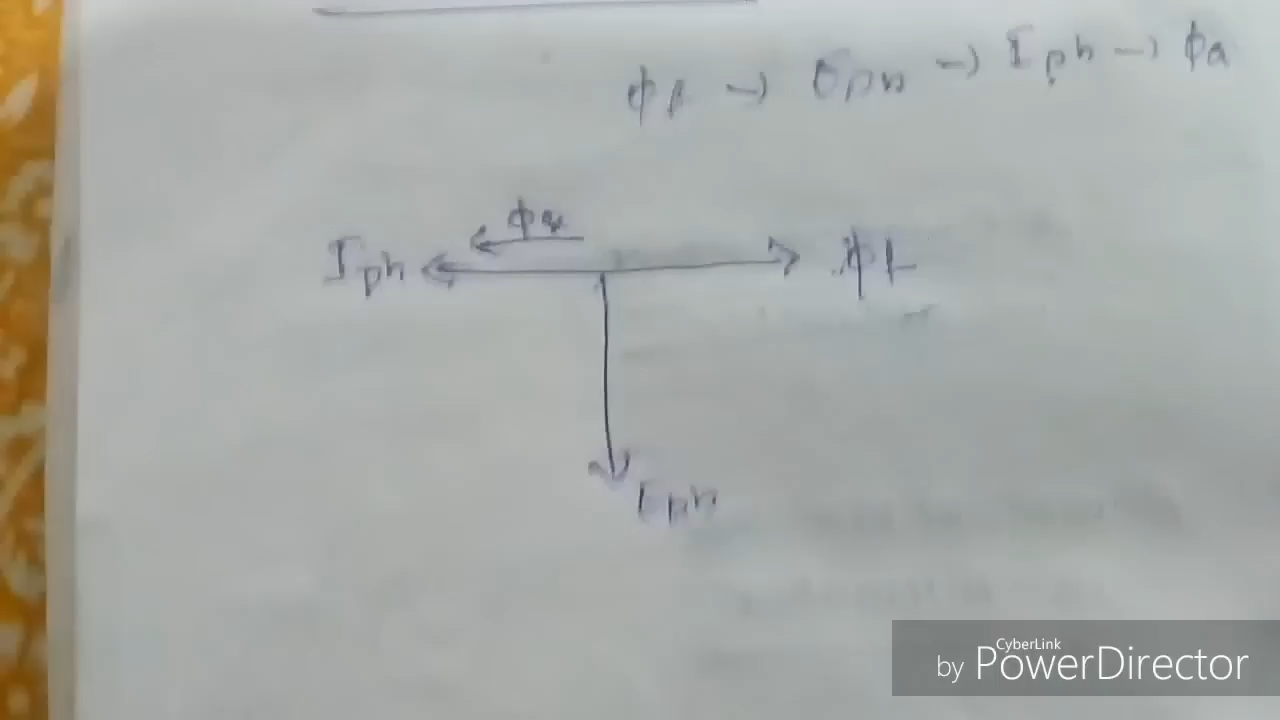 ϕf → Eph → Iph → ϕa
ϕa
Iph
ϕf
Eph
CyberLink
by PowerDirector